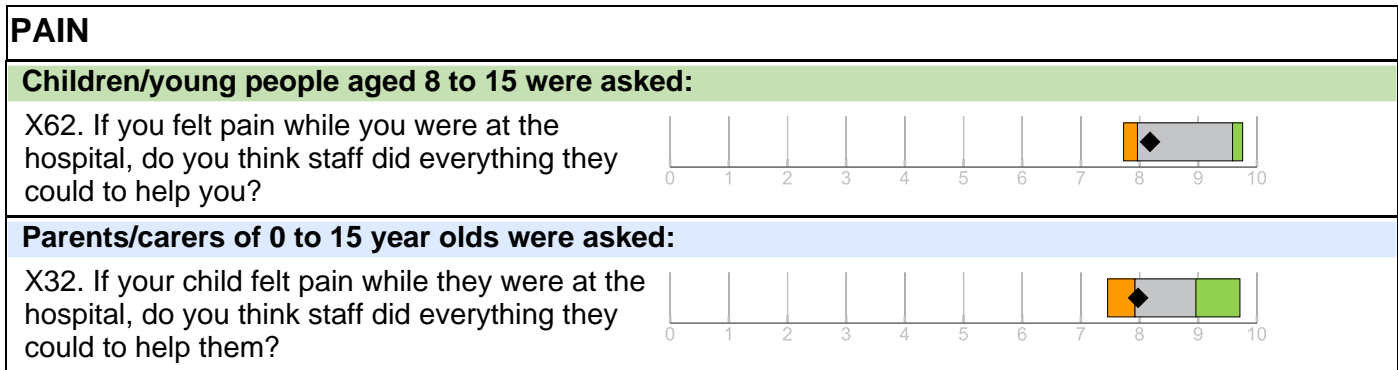 PAIN
Children/young people aged 8 to 15 were asked:
X62. If you felt pain while you were at the
hospital, do you think staff did everything they
could to help you?
0 1 2 3 4 5 6 7 8 9 10
Parents/carers of 0 to 15 year olds were asked:
X32. If your child felt pain while they were at the
hospital, do you think staff did everything they
could to help them?
0 1 2 3 4 5 6 7 8 9 10